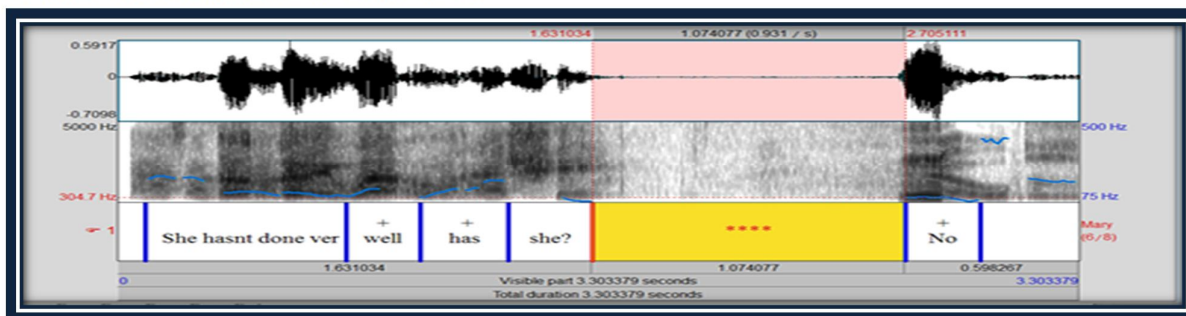 1.631034 1.074077 (0.931 / s) 2.705111
0.5917
0
-0.7098
5000 Hz 500 Hz
304.7 Hz 75 Hz
+ + +
1 She hasnt done ver well has she? **** No Mary
(6/8)
1.631034 1.074077 0.598267
0 Visible part 3.303379 seconds 3.303379
Total duration 3.303379 seconds